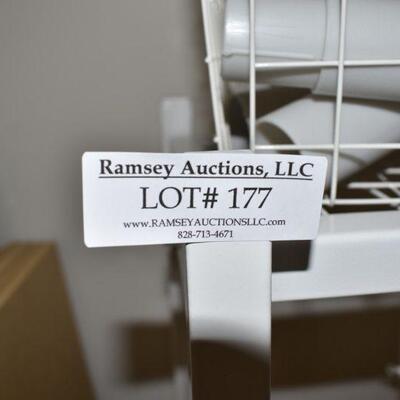 Ramsey Auctions, LLC
LOT# 177
www.RAMSEYAUCTIONSLLC.com
828-713-4671